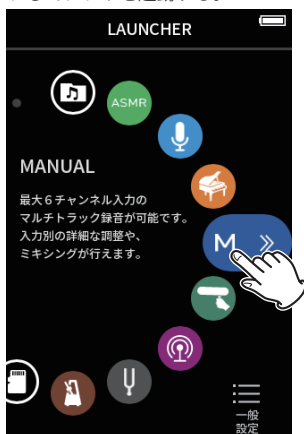 LAUNCHER
ASMR
MANUAL
最大6チャンネル入力の
マルチトラック録音が可能です。
入力別の詳細な調整や、
ミキシングが行えます。
M
一般
設定